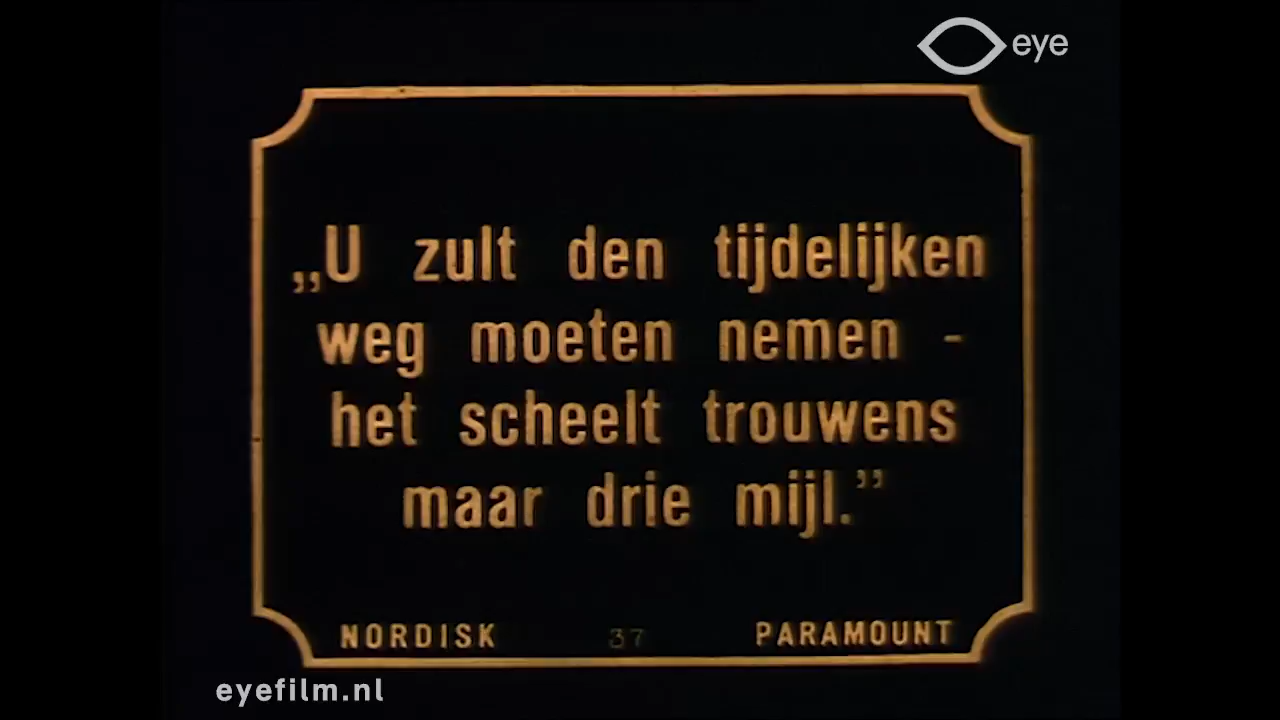 eye
„U zult den tijdelijken
weg moeten nemen -
het scheelt trouwens
maar drie mijl.”
NORDISK 37 PARAMOUNT
eyefilm.nl